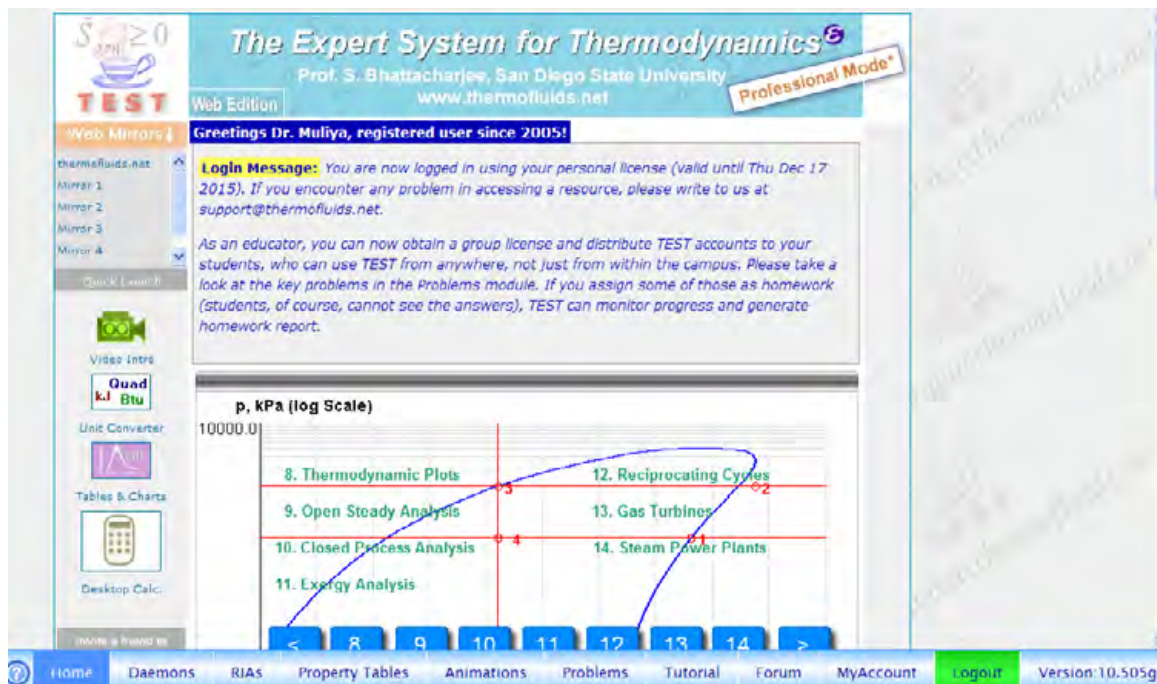 Ṡgen ≥ 0
TEST
The Expert System for Thermodynamics
Prof. S. Bhattacharjee, San Diego State University
www.thermofluids.net
Web Edition
Professional Mode*
Web Mirrors
thermofluids.net
Mirror 1
Mirror 2
Mirror 3
Mirror 4
Quick Launch
Video Intro
Quad
kJ Btu
Unit Converter
Tables & Charts
Desktop Calc.
Invite a friend to
Greetings Dr. Muliya, registered user since 2005!
Login Message: You are now logged in using your personal license (valid until Thu Dec 17
2015). If you encounter any problem in accessing a resource, please write to us at
support@thermofluids.net.
As an educator, you can now obtain a group license and distribute TEST accounts to your
students, who can use TEST from anywhere, not just from within the campus. Please take a
look at the key problems in the Problems module. If you assign some of those as homework
(students, of course, cannot see the answers), TEST can monitor progress and generate
homework report.
p, kPa (log Scale)
10000.0
8. Thermodynamic Plots
9. Open Steady Analysis
10. Closed Process Analysis
11. Exergy Analysis
12. Reciprocating Cycles
13. Gas Turbines
14. Steam Power Plants
3
2
4
1
< 8 9 10 11 12 13 14 >
? Home Daemons RIAs Property Tables Animations Problems Tutorial Forum MyAccount Logout Version:10.505g